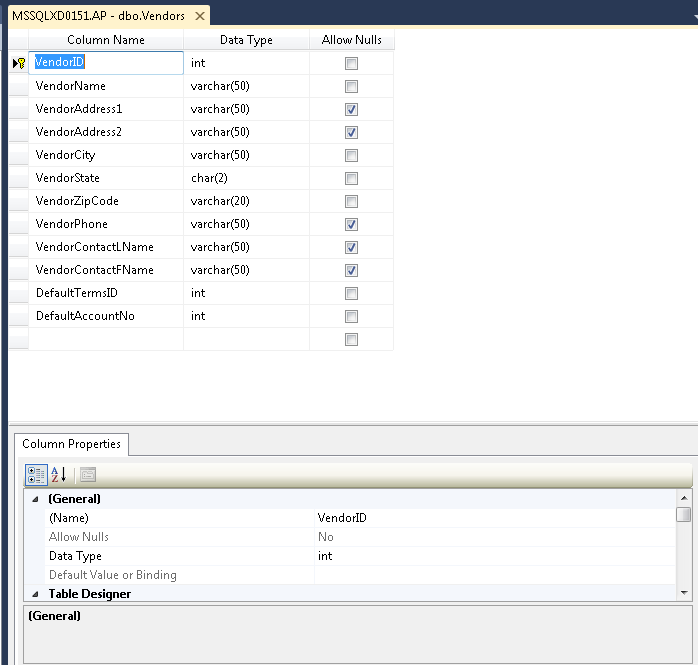 MSSQLXD0151.AP - dbo.Vendors
Column Name Data Type Allow Nulls
VendorID int
VendorName varchar(50)
VendorAddress1 varchar(50)
VendorAddress2 varchar(50)
VendorCity varchar(50)
VendorState char(2)
VendorZipCode varchar(20)
VendorPhone varchar(50)
VendorContactLName varchar(50)
VendorContactFName varchar(50)
DefaultTermsID int
DefaultAccountNo int
Column Properties
(General)
(Name) VendorID
Allow Nulls No
Data Type int
Default Value or Binding
Table Designer
(General)